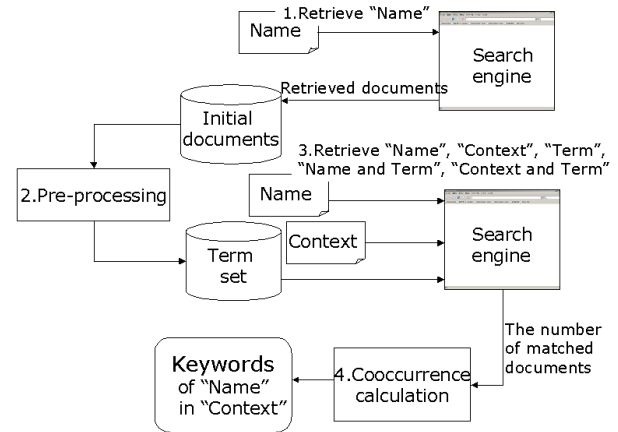 1.Retrieve “Name”
Name
Search
engine
Retrieved documents
Initial
documents
3.Retrieve “Name”, “Context”, “Term”,
“Name and Term”, “Context and Term”
2.Pre-processing
Name
Context
Search
engine
Term
set
The number
of matched
documents
4.Cooccurrence
calculation
Keywords
of “Name”
in “Context”